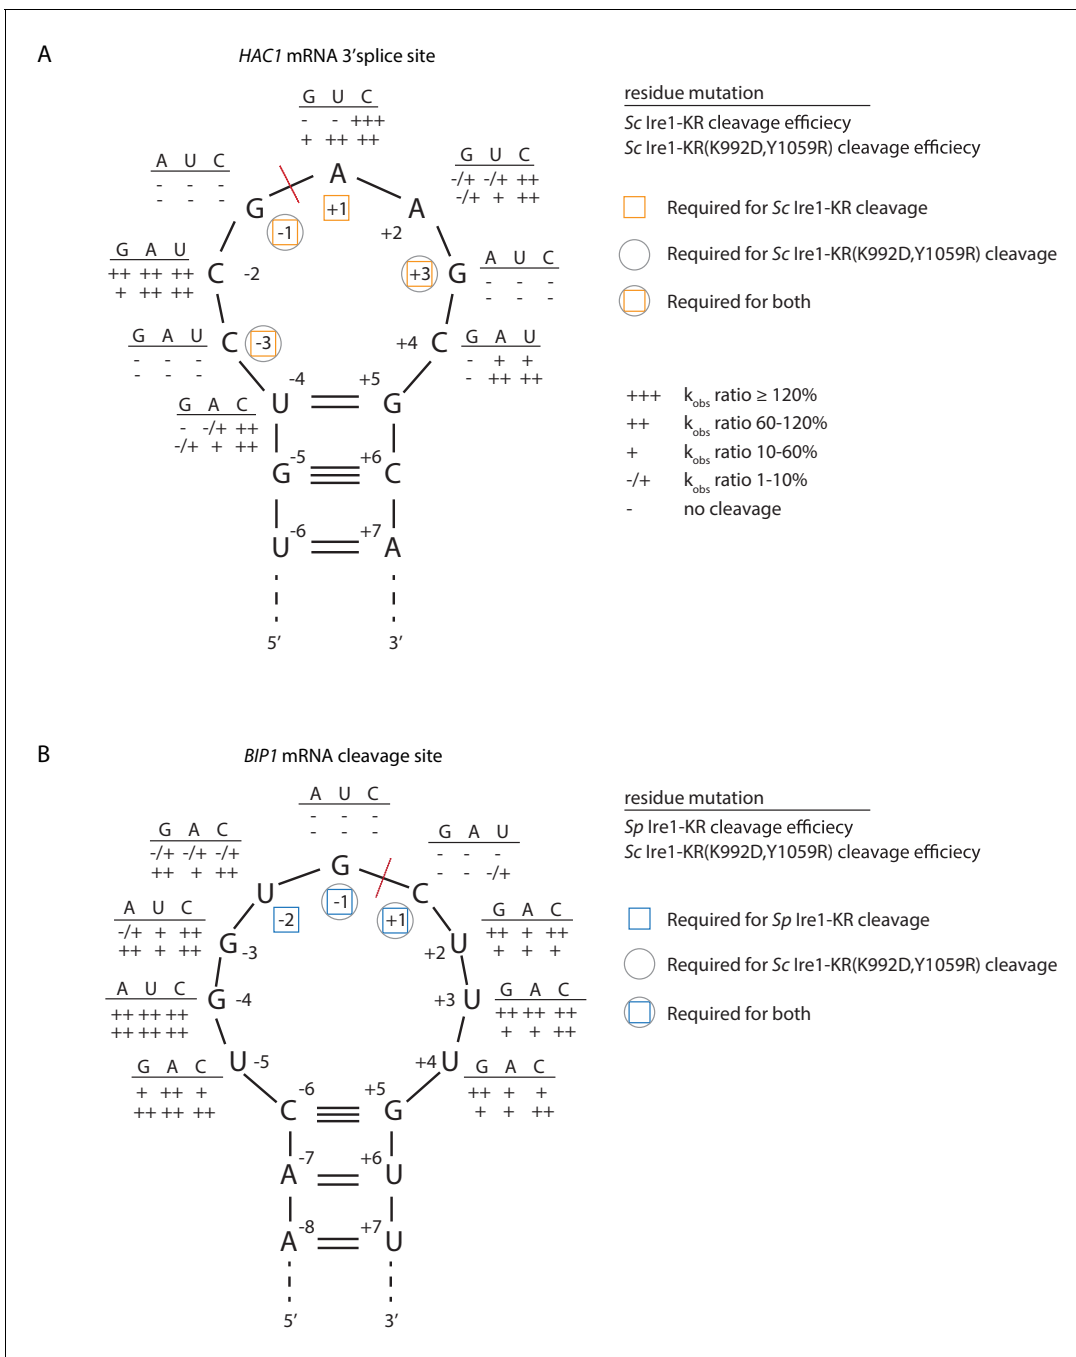 A
HAC1 mRNA 3'splice site
G U C
- - +++
+ ++ ++
A U C
- - -
- - -
G U C
-/+ -/+ ++
-/+ + ++
A
G
A
-1
+1
+2
G A U
++ ++ ++
+ ++ ++
C
-2
+3
G
A U C
- - -
- - -
G A U
- - -
- - -
C
-3
+4
C
G A U
- + +
- ++ ++
G A C
- -/+ ++
-/+ + ++
-4
+5
U
G
-5
+6
G
C
-6
+7
U
A
5'
3'
residue mutation
Sc Ire1-KR cleavage efficiecy
Sc Ire1-KR(K992D,Y1059R) cleavage efficiecy
Required for Sc Ire1-KR cleavage
Required for Sc Ire1-KR(K992D,Y1059R) cleavage
Required for both
+++ kobs ratio ≥ 120%
++ kobs ratio 60-120%
+ kobs ratio 10-60%
-/+ kobs ratio 1-10%
- no cleavage
B
BIP1 mRNA cleavage site
A U C
- - -
- - -
G A C
-/+ -/+ -/+
++ + ++
G A U
- - -
- - -/+
G
U
C
-2
-1
+1
A U C
-/+ + ++
++ + ++
G
-3
+2
U
G A C
++ + ++
+ + +
A U C
++ ++ ++
++ ++ ++
G
-4
+3
U
G A C
++ ++ ++
+ + ++
G A C
+ ++ +
++ ++ ++
U
-5
+4
U
G A C
++ + +
+ + ++
-6
+5
C
G
-7
+6
A
U
-8
+7
A
U
5'
3'
residue mutation
Sp Ire1-KR cleavage efficiecy
Sc Ire1-KR(K992D,Y1059R) cleavage efficiecy
Required for Sp Ire1-KR cleavage
Required for Sc Ire1-KR(K992D,Y1059R) cleavage
Required for both